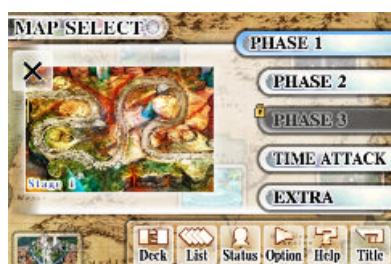 MAP SELECT
PHASE 1
PHASE 2
PHASE 3
TIME ATTACK
EXTRA
Stage 1
Deck List Status Option Help Title